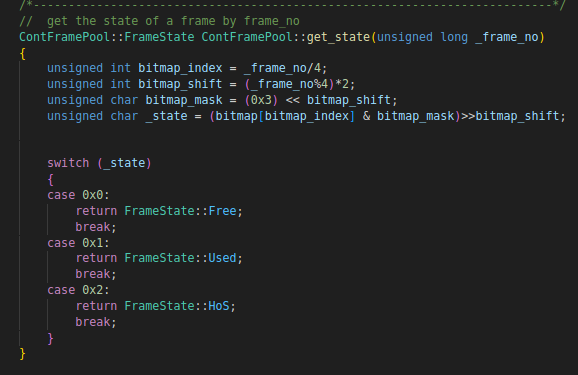 /*--------------------------------------------------------------------------*/
//  get the state of a frame by frame_no
ContFramePool::FrameState ContFramePool::get_state(unsigned long _frame_no)
{
    unsigned int bitmap_index = _frame_no/4;
    unsigned int bitmap_shift = (_frame_no%4)*2;
    unsigned char bitmap_mask = (0x3) << bitmap_shift;
    unsigned char _state = (bitmap[bitmap_index] & bitmap_mask)>>bitmap_shift;
    switch (_state)
    {
    case 0x0:
        return FrameState::Free;
        break;
    case 0x1:
        return FrameState::Used;
        break;
    case 0x2:
        return FrameState::HoS;
        break;
    }
}